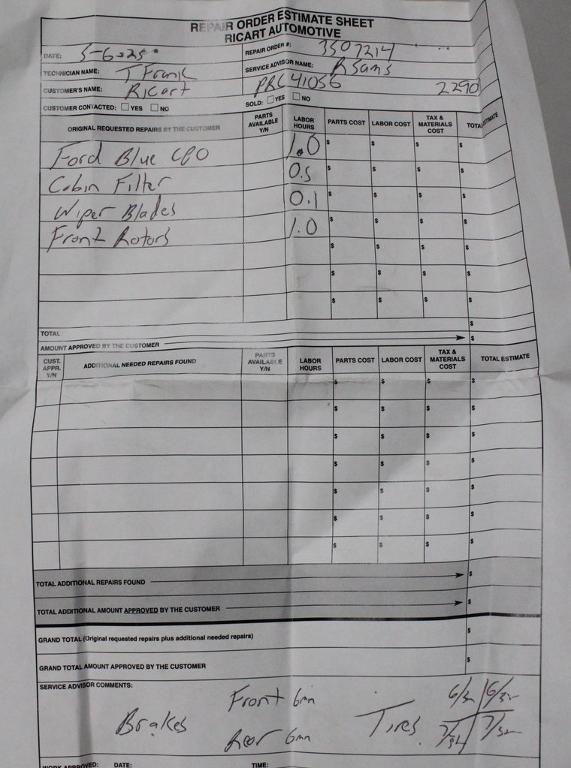 REPAIR ORDER ESTIMATE SHEET
RICART AUTOMOTIVE
DATE: 5-6-25
REPAIR ORDER #: 3507214
TECHNICIAN NAME: T Frank
SERVICE ADVISOR NAME: R Sams
CUSTOMER'S NAME: Ricart PRC41056 2290
CUSTOMER CONTACTED: YES NO SOLD: YES NO
ORIGINAL REQUESTED REPAIRS BY THE CUSTOMER PARTS AVAILABLE Y/N LABOR HOURS PARTS COST LABOR COST TAX & MATERIALS COST TOTAL ESTIMATE
Ford Blue CPO 1.0 $ $ $ $
Cabin Filter 0.5 $ $ $ $
Wiper Blades 0.1 $ $ $ $
Front Rotors 1.0 $ $ $ $
$ $ $ $
$ $ $ $
TOTAL $
AMOUNT APPROVED BY THE CUSTOMER $
CUST. APPR. Y/N ADDITIONAL NEEDED REPAIRS FOUND PARTS AVAILABLE Y/N LABOR HOURS PARTS COST LABOR COST TAX & MATERIALS COST TOTAL ESTIMATE
$ $ $ $
$ $ $ $
$ $ $ $
$ $ $ $
$ $ $ $
$ $ $ $
$ $ $ $
TOTAL ADDITIONAL REPAIRS FOUND $
TOTAL ADDITIONAL AMOUNT APPROVED BY THE CUSTOMER $
GRAND TOTAL (Original requested repairs plus additional needed repairs) $
GRAND TOTAL AMOUNT APPROVED BY THE CUSTOMER $
SERVICE ADVISOR COMMENTS:
Brakes Front 6mm Tires 6/32 6/32
Rear 6mm 7/32 7/32
WORK APPROVED: DATE: TIME: